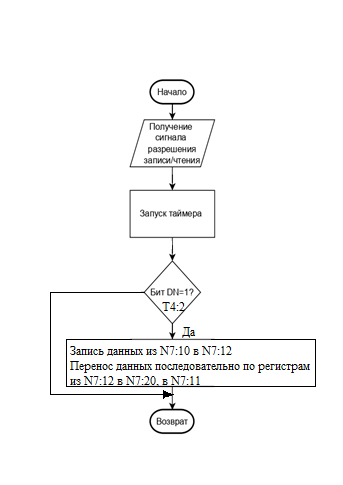 Начало
Получение
сигнала
разрешения
записи/чтения
Запуск таймера
Бит DN=1?
T4:2
Да
Запись данных из N7:10 в N7:12
Перенос данных последовательно по регистрам
из N7:12 в N7:20, в N7:11
Возврат